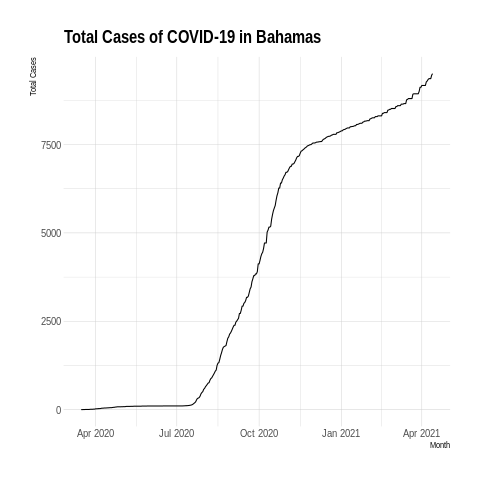 Total Cases of COVID-19 in Bahamas
Total Cases
7500
5000
2500
0
Apr 2020 Jul 2020 Oct 2020 Jan 2021 Apr 2021
Month